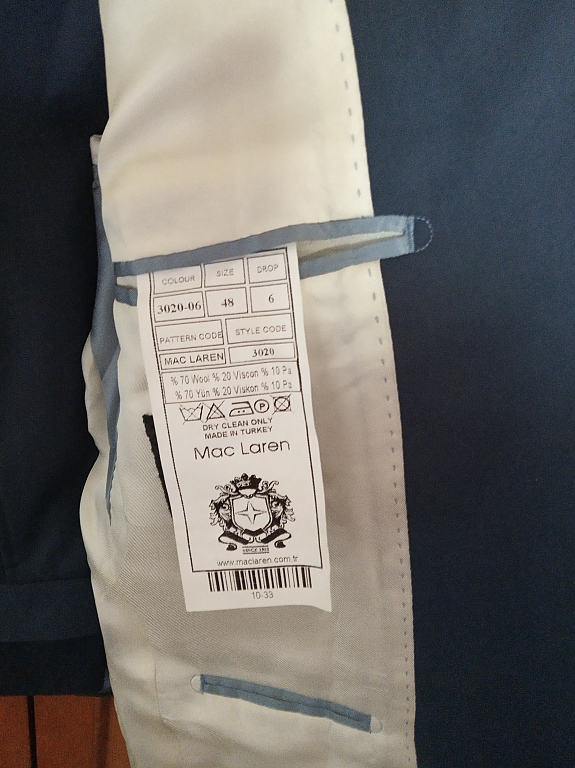 COLOUR SIZE DROP
3020-06 48 6
PATTERN CODE STYLE CODE
MAC LAREN 3020
% 70 Wool % 20 Viscon % 10 Pa
% 70 Yün % 20 Viskon % 10 Pa
P
DRY CLEAN ONLY
MADE IN TURKEY
Mac Laren
www.maclaren.com.tr
10-33